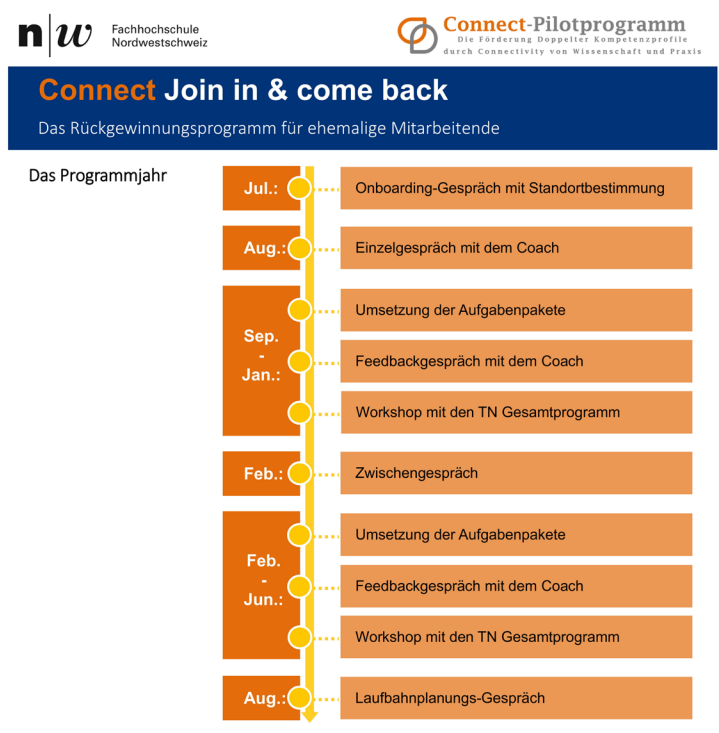 n|w Fachhochschule
Nordwestschweiz
Connect-Pilotprogramm
Die Förderung Doppelter Kompetenzprofile
durch Connectivity von Wissenschaft und Praxis
Connect Join in & come back
Das Rückgewinnungsprogramm für ehemalige Mitarbeitende
Das Programmjahr
Jul.: Onboarding-Gespräch mit Standortbestimmung
Aug.: Einzelgespräch mit dem Coach
Sep.
-
Jan.:
Umsetzung der Aufgabenpakete
Feedbackgespräch mit dem Coach
Workshop mit den TN Gesamtprogramm
Feb.: Zwischengespräch
Feb.
-
Jun.:
Umsetzung der Aufgabenpakete
Feedbackgespräch mit dem Coach
Workshop mit den TN Gesamtprogramm
Aug.: Laufbahnplanungs-Gespräch